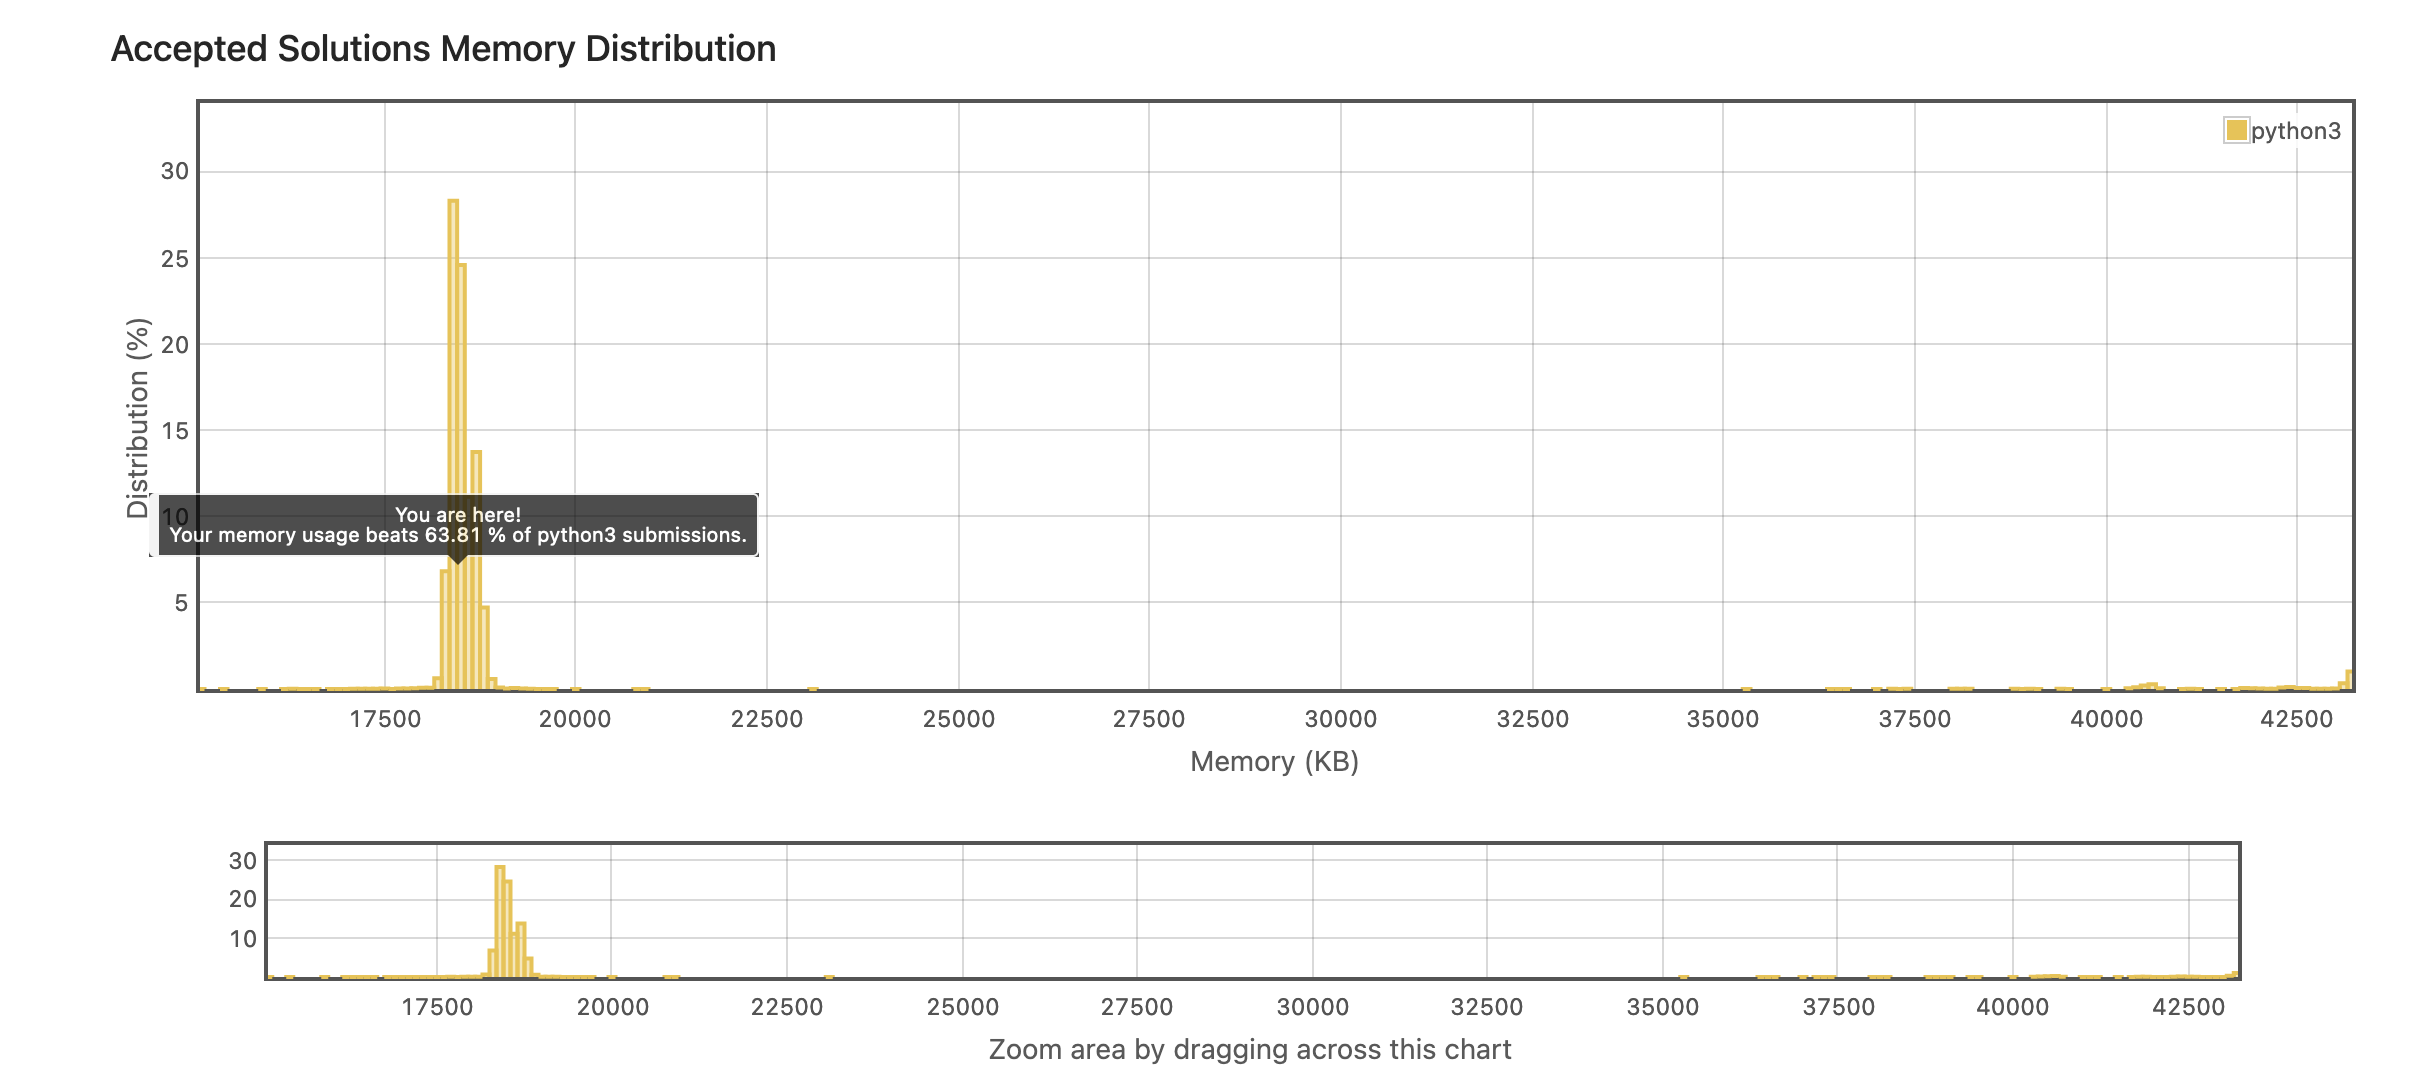 Accepted Solutions Memory Distribution
python3
30
25
20
15
10
5
Distribution (%)
You are here!
Your memory usage beats 63.81 % of python3 submissions.
17500 20000 22500 25000 27500 30000 32500 35000 37500 40000 42500
Memory (KB)
30
20
10
17500 20000 22500 25000 27500 30000 32500 35000 37500 40000 42500
Zoom area by dragging across this chart